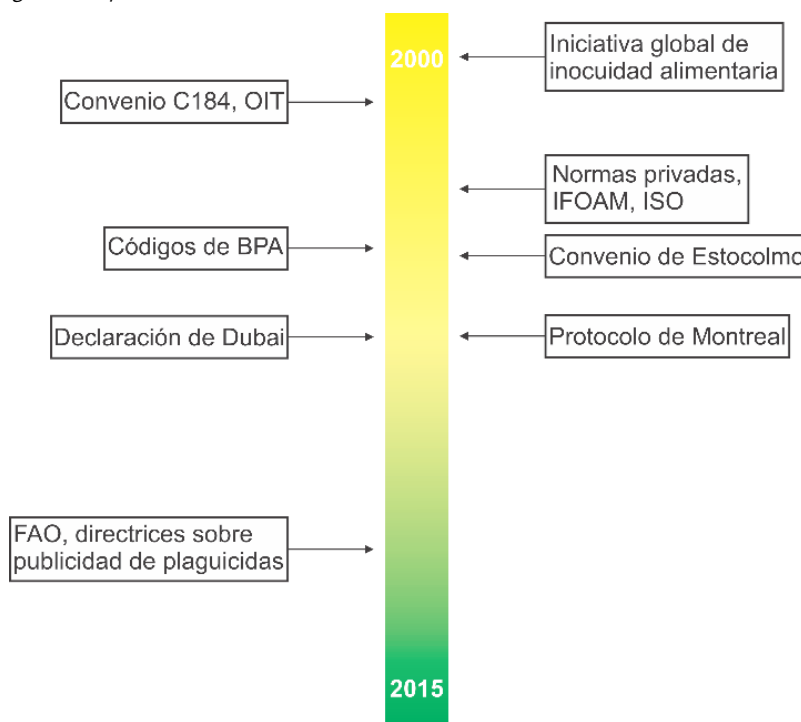 2000
Iniciativa global de
inocuidad alimentaria
Convenio C184, OIT
Normas privadas,
IFOAM, ISO
Códigos de BPA
Convenio de Estocolmo
Declaración de Dubai
Protocolo de Montreal
FAO, directrices sobre
publicidad de plaguicidas
2015